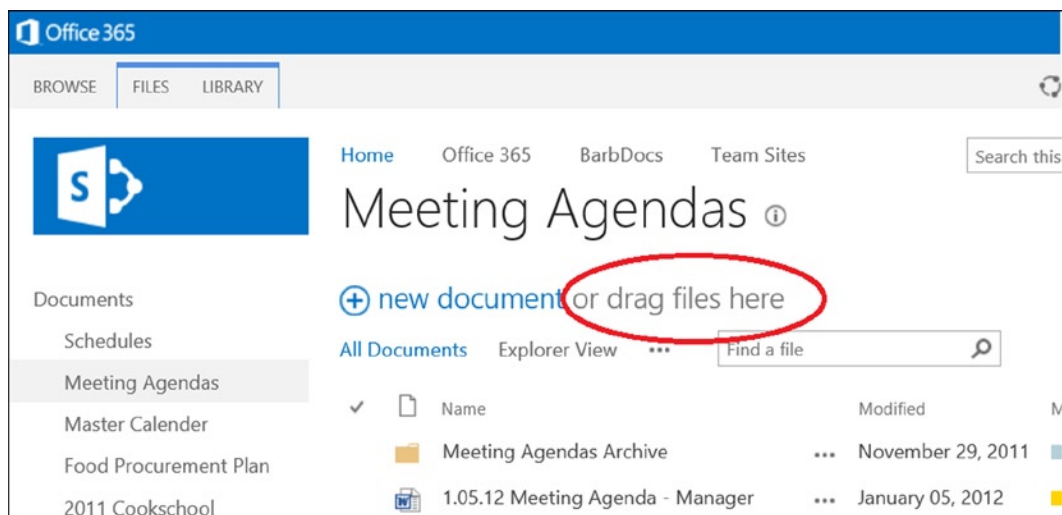 Office 365
BROWSE FILES LIBRARY
S
Home Office 365 BarbDocs Team Sites Search this
Meeting Agendas
new document or drag files here
All Documents Explorer View ••• Find a file
Documents
Schedules
Meeting Agendas
Master Calender
Food Procurement Plan
2011 Cookschool
Name Modified M
Meeting Agendas Archive ••• November 29, 2011
1.05.12 Meeting Agenda - Manager ••• January 05, 2012